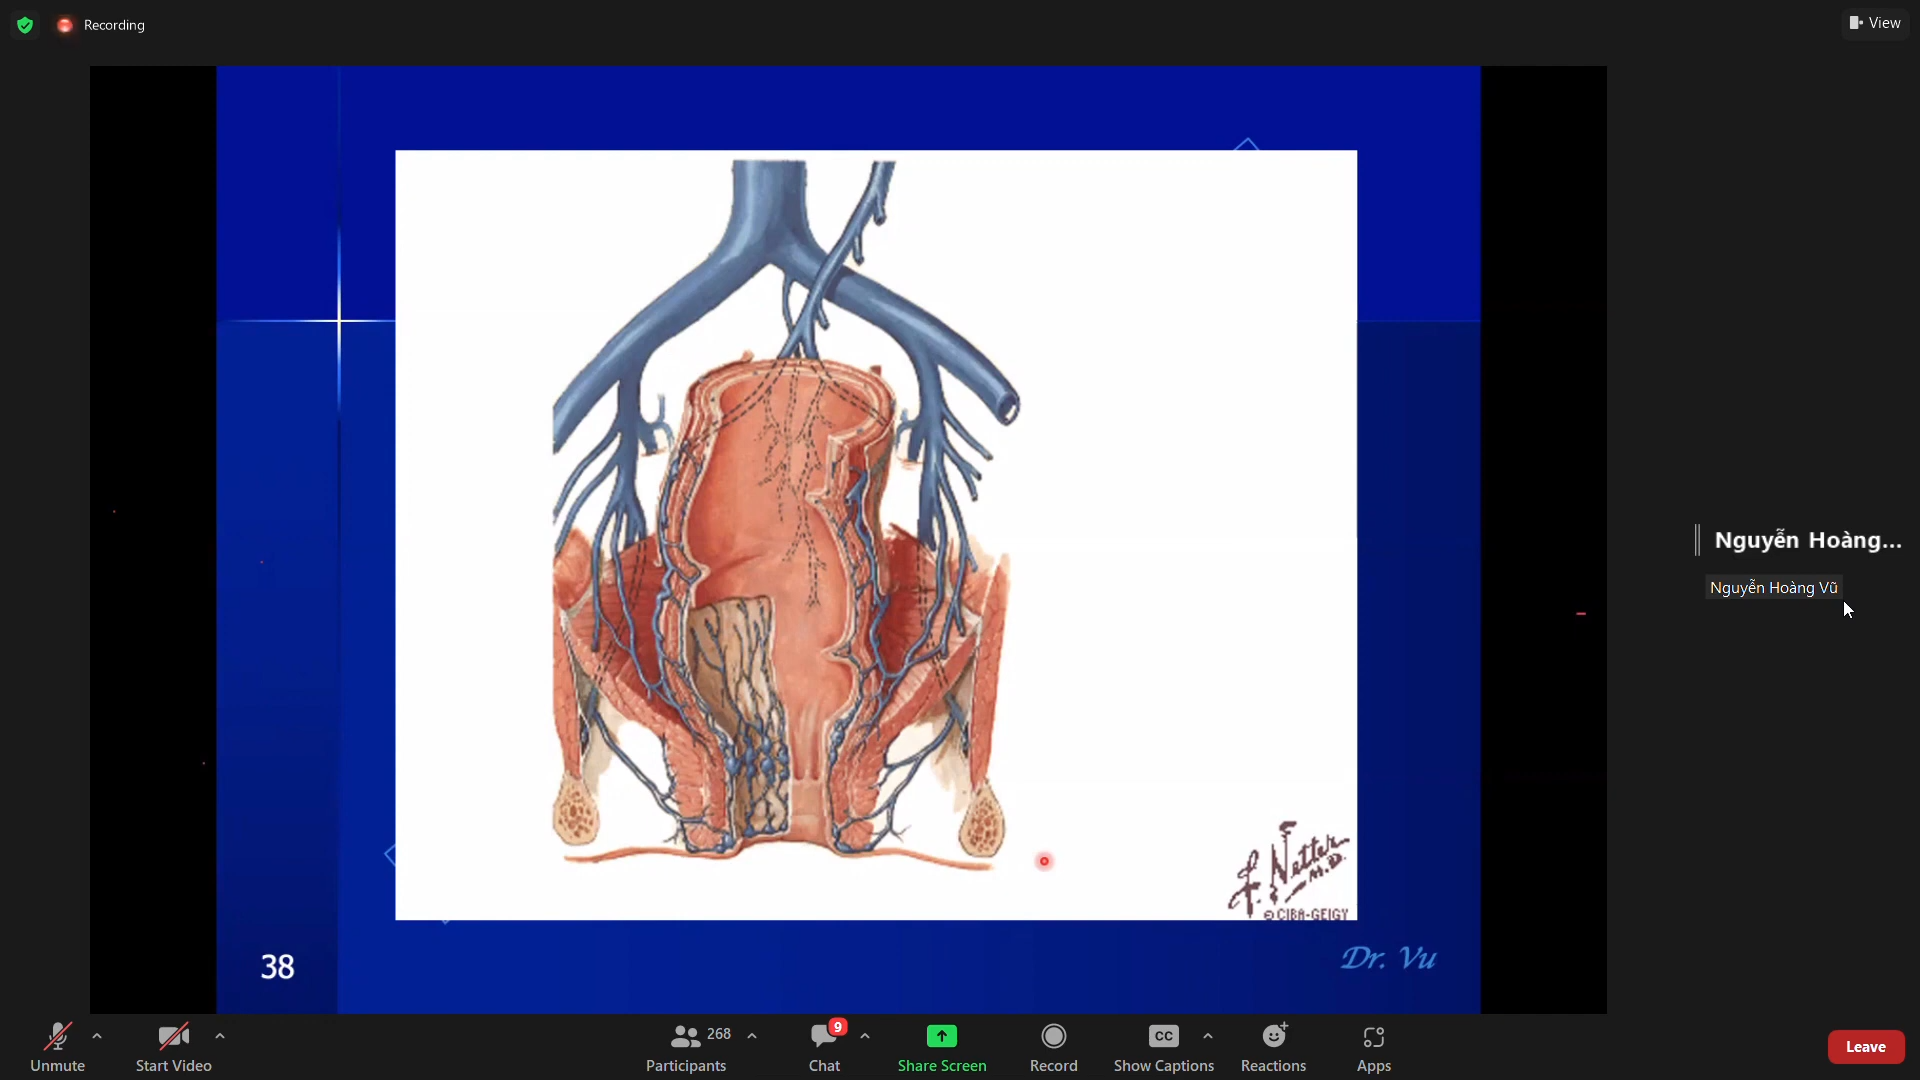 Recording
View
f. Netter
M.D.
© CIBA-GEIGY
38
Dr. Vu
Nguyễn Hoàng...
Nguyễn Hoàng Vũ
Unmute
Start Video
268
Participants
9
Chat
Share Screen
Record
CC
Show Captions
Reactions
Apps
Leave